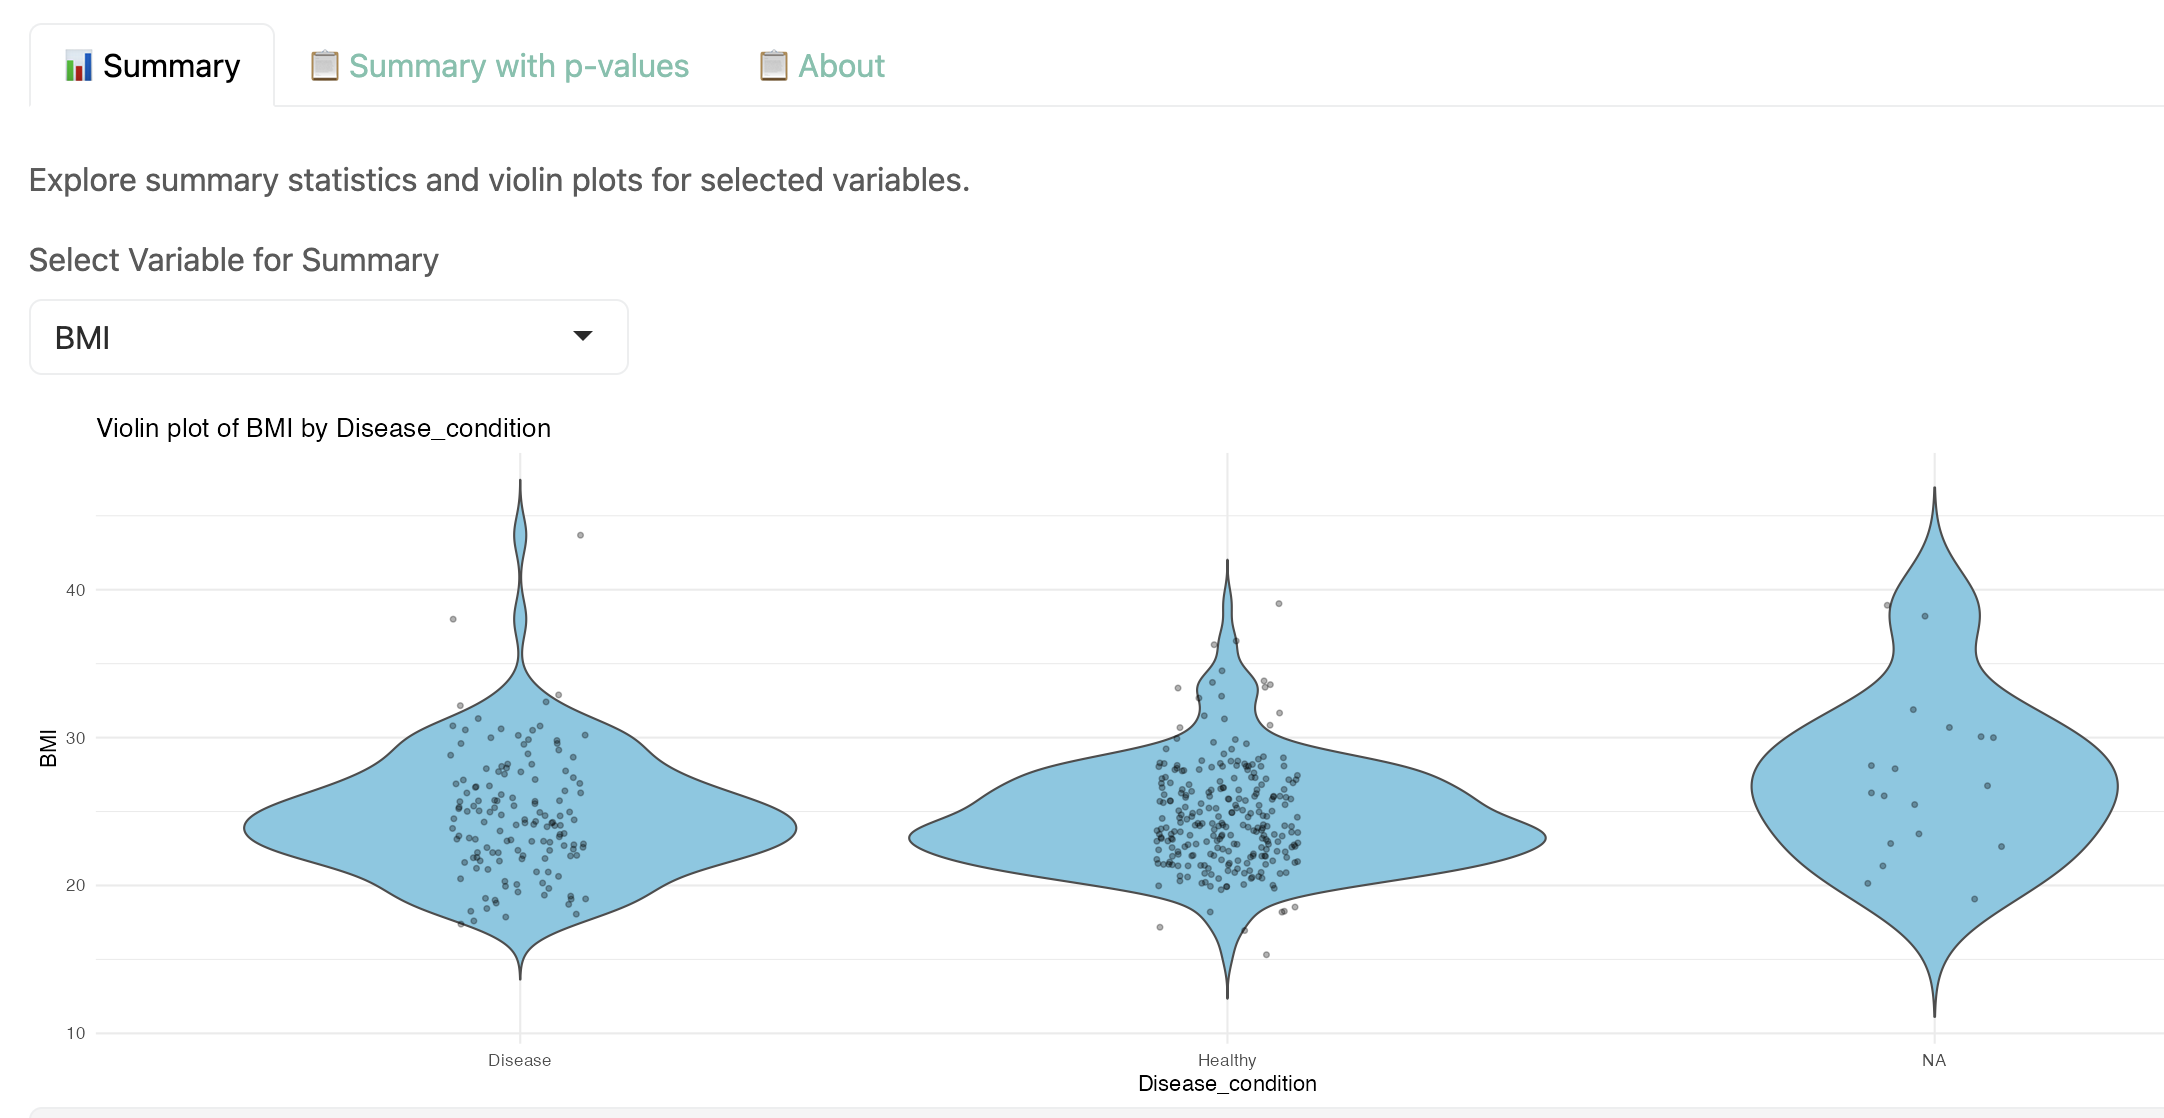 Summary
Summary with p-values
About
Explore summary statistics and violin plots for selected variables.
Select Variable for Summary
BMI
Violin plot of BMI by Disease_condition
BMI
40
30
20
10
Disease
Healthy
NA
Disease_condition